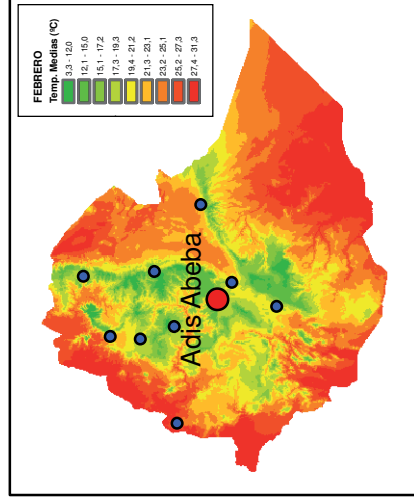 FEBRERO
Temp. Medias (ºC)
3,3 - 12,0
12,1 - 15,0
15,1 - 17,2
17,3 - 19,3
19,4 - 21,2
21,3 - 23,1
23,2 - 25,1
25,2 - 27,3
27,4 - 31,3
Adis Abeba